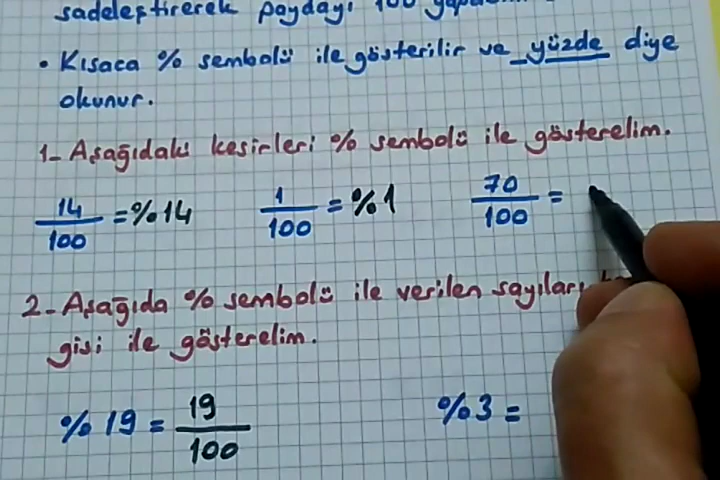 sadeleştirerek paydayı 100
• Kısaca % sembolü ile gösterilir ve yüzde diye
okunur.
1- Aşağıdaki kesirleri % sembolü ile gösterelim.
14/100 = %14 1/100 = %1 70/100 =
2- Aşağıda % sembolü ile verilen sayıları
gisi ile gösterelim.
%19 = 19/100 %3 =